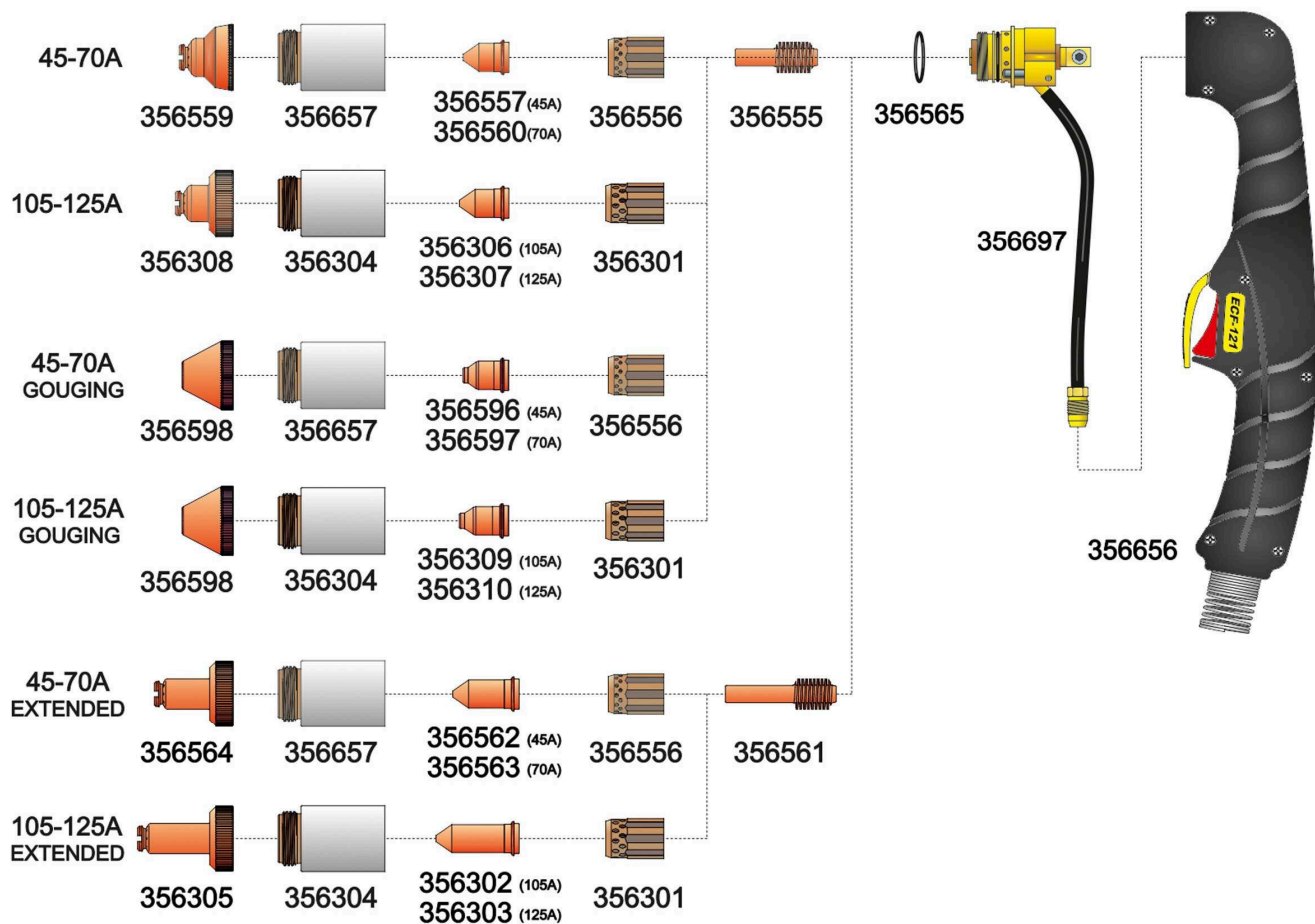 45-70A
356559
356657
356557 (45A)
356560 (70A)
356556
356555
356565
356697
ECF-121
356656
105-125A
356308
356304
356306 (105A)
356307 (125A)
356301
45-70A
GOUGING
356598
356657
356596 (45A)
356597 (70A)
356556
105-125A
GOUGING
356598
356304
356309 (105A)
356310 (125A)
356301
45-70A
EXTENDED
356564
356657
356562 (45A)
356563 (70A)
356556
356561
105-125A
EXTENDED
356305
356304
356302 (105A)
356303 (125A)
356301